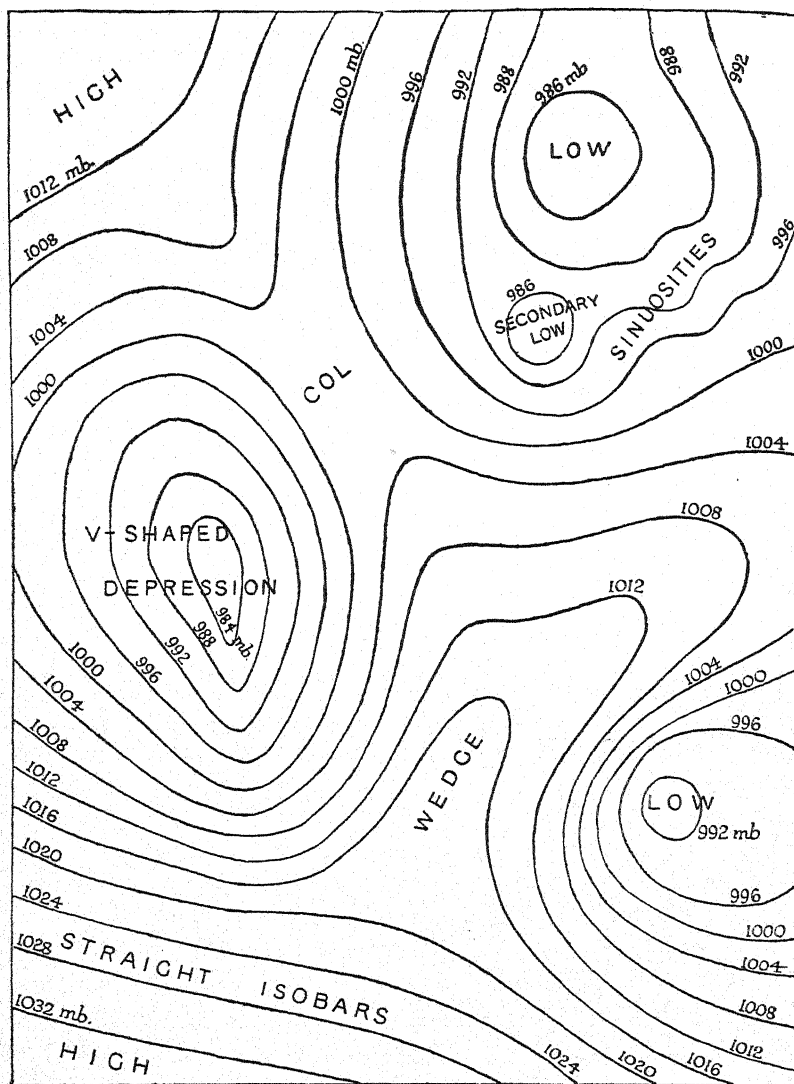 HIGH
1012 mb.
1008
1004
1000
1000 mb.
996
992
988
986 mb
LOW
988
992
996
986
SECONDARY
LOW
SINUOSITIES
1000
1004
COL
V-SHAPED
DEPRESSION
984 mb.
988
992
996
1000
1004
1008
1012
1016
1020
1024
1028
1032 mb.
1008
1012
1004
1000
996
LOW
992 mb
996
1000
1004
1008
1012
1016
1020
1024
WEDGE
STRAIGHT ISOBARS
HIGH